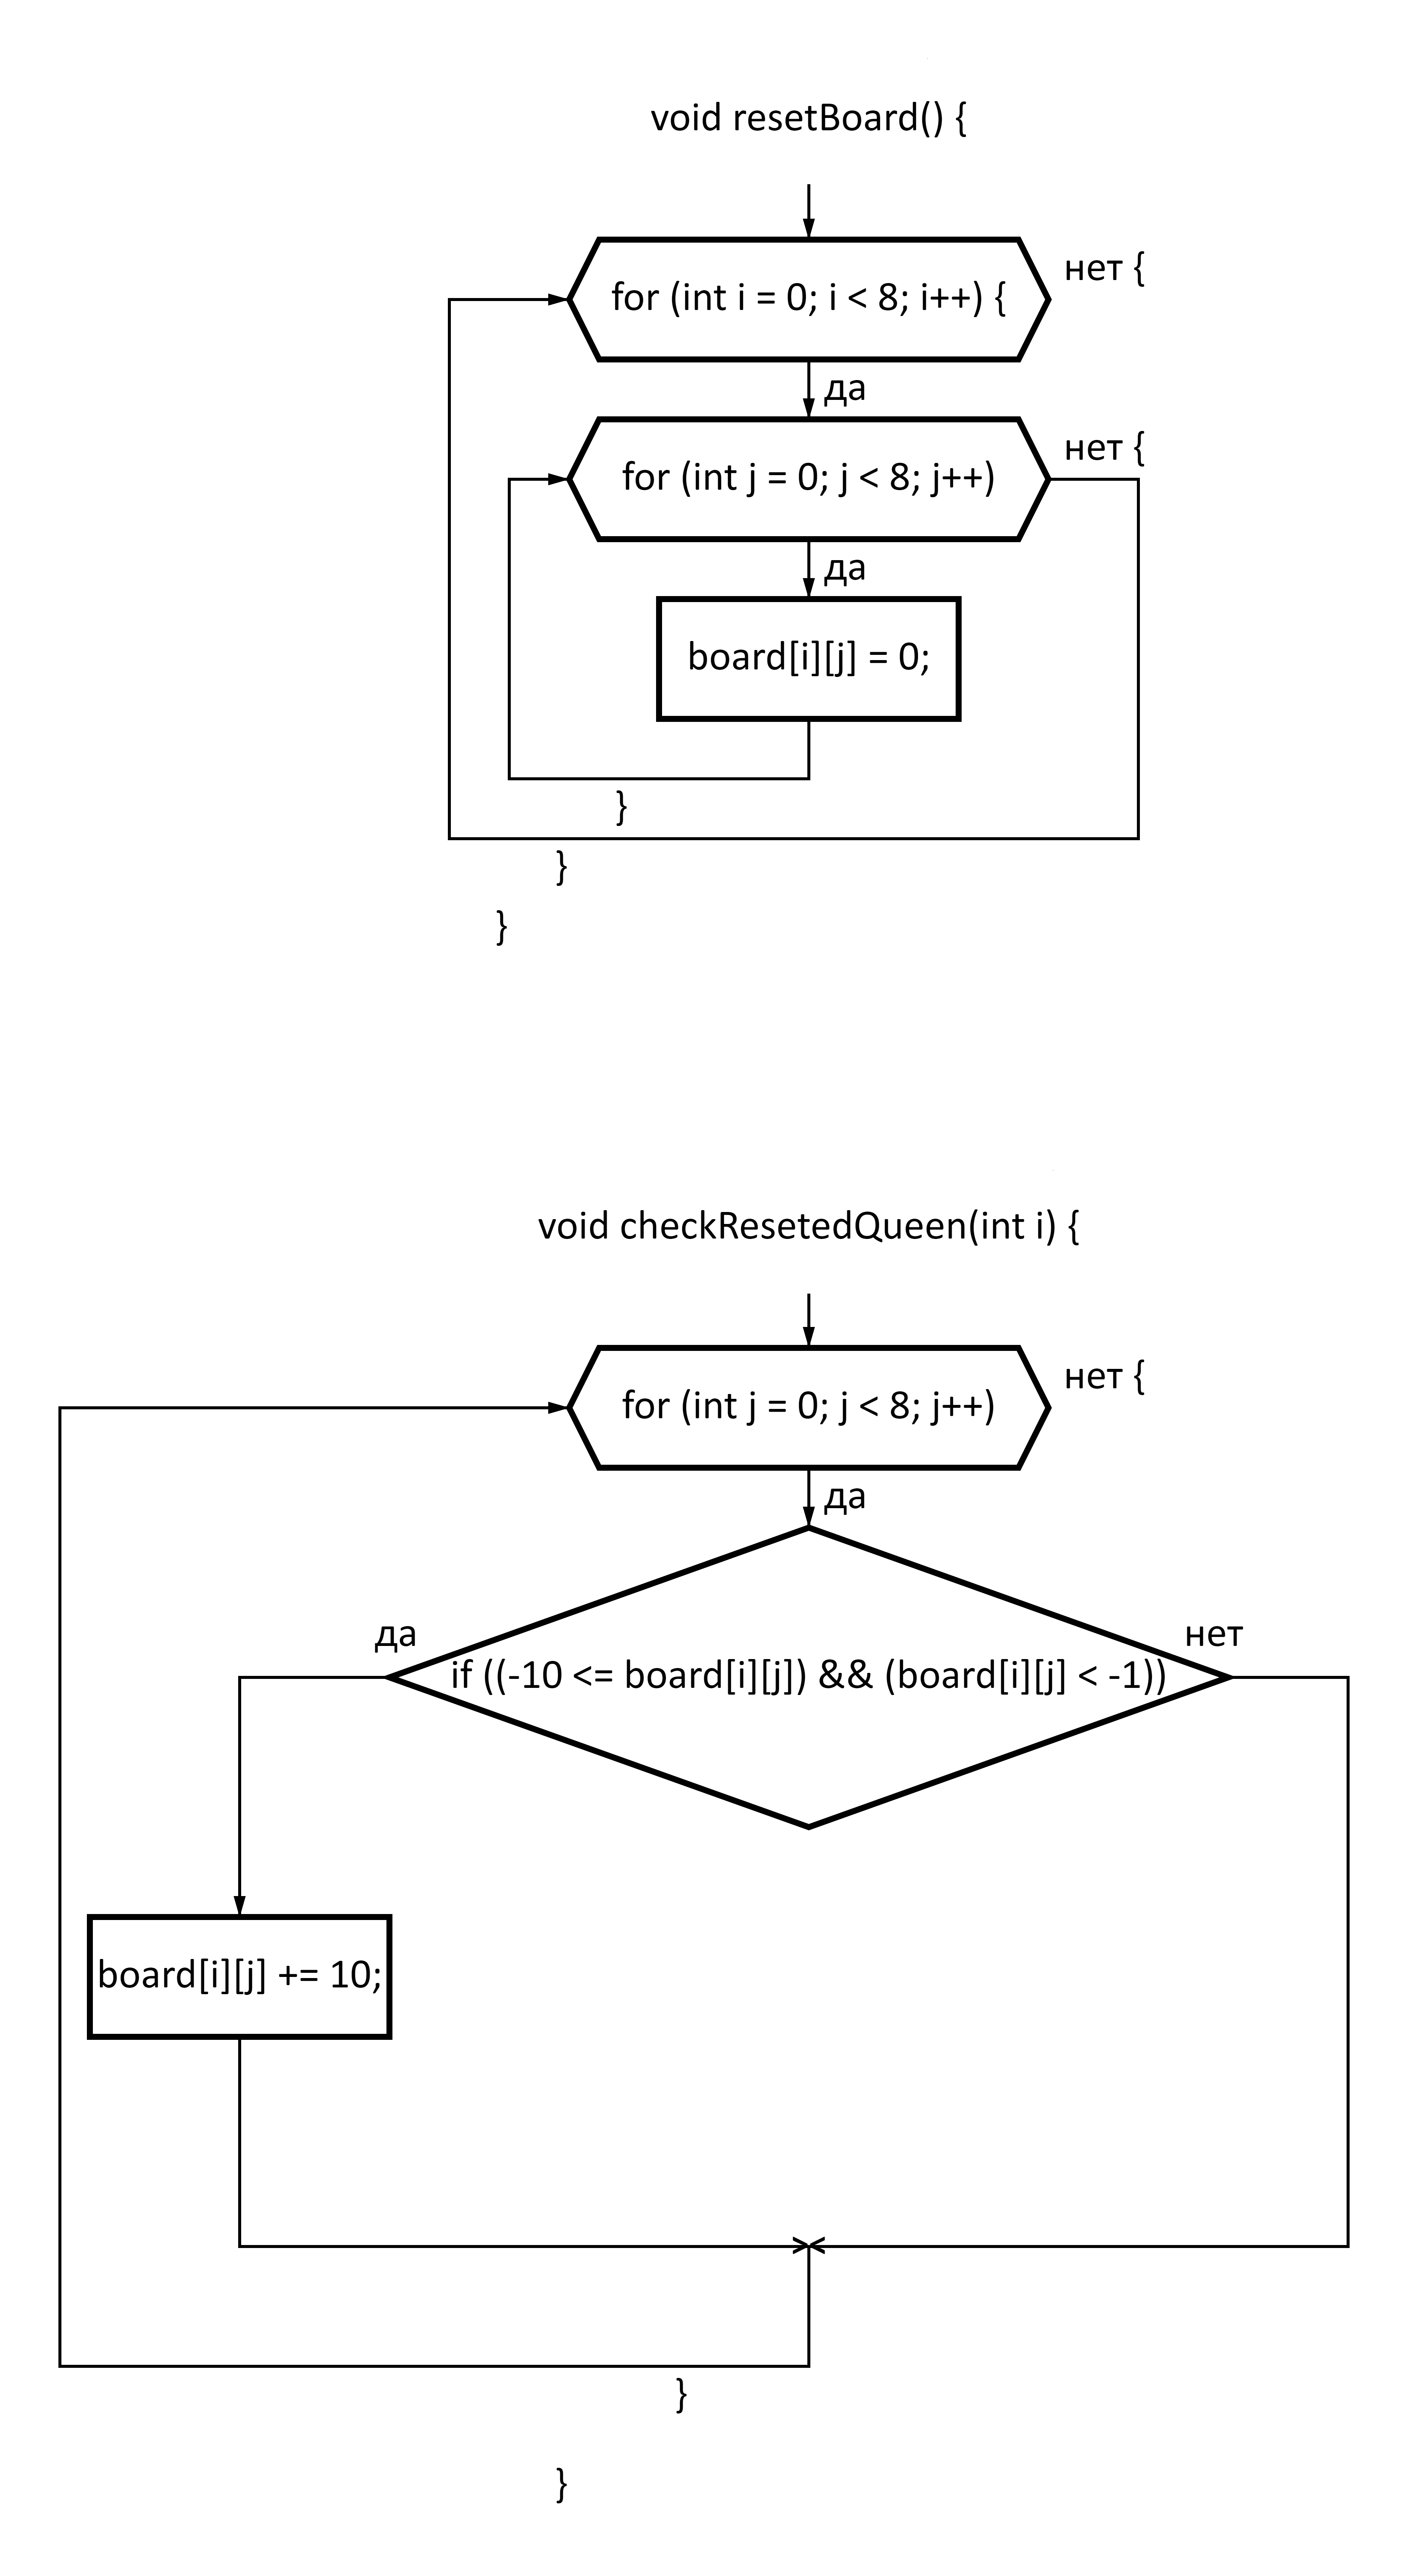 void resetBoard() {
нет {
for (int i = 0; i < 8; i++) {
да
нет {
for (int j = 0; j < 8; j++)
да
board[i][j] = 0;
}
}
}
void checkResetedQueen(int i) {
нет {
for (int j = 0; j < 8; j++)
да
да
нет
if ((-10 <= board[i][j]) && (board[i][j] < -1))
board[i][j] += 10;
}
}